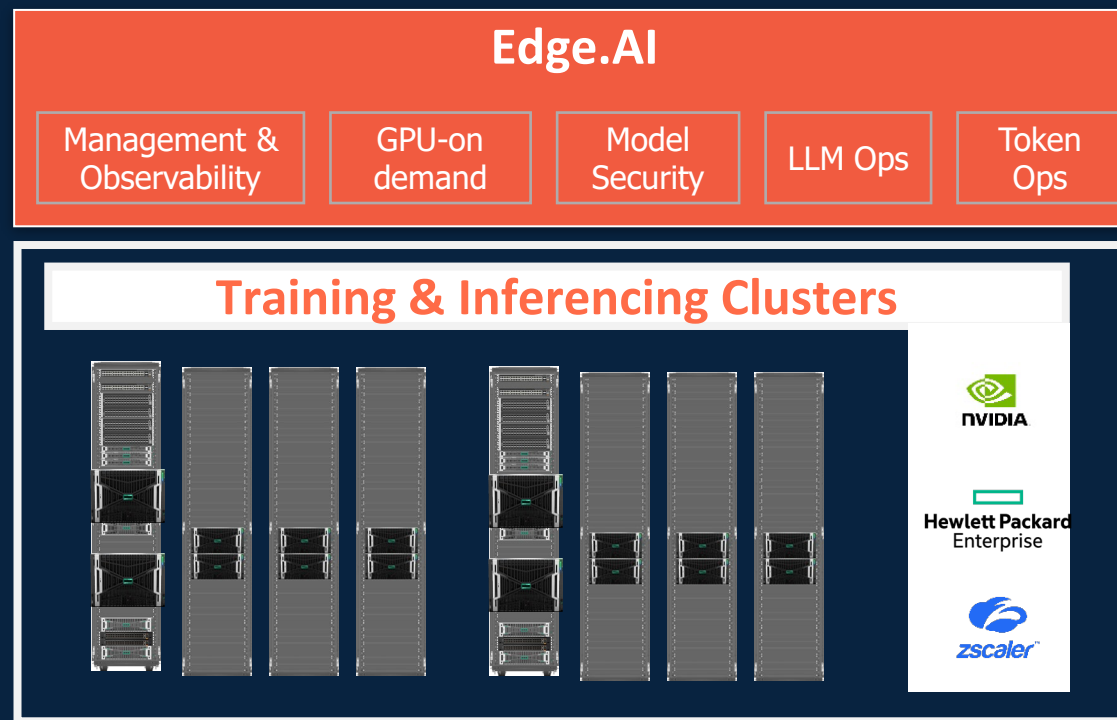 Edge.AI
Management &
Observability
GPU-on
demand
Model
Security
LLM Ops
Token
Ops
Training & Inferencing Clusters
NVIDIA
Hewlett Packard
Enterprise
zscaler™